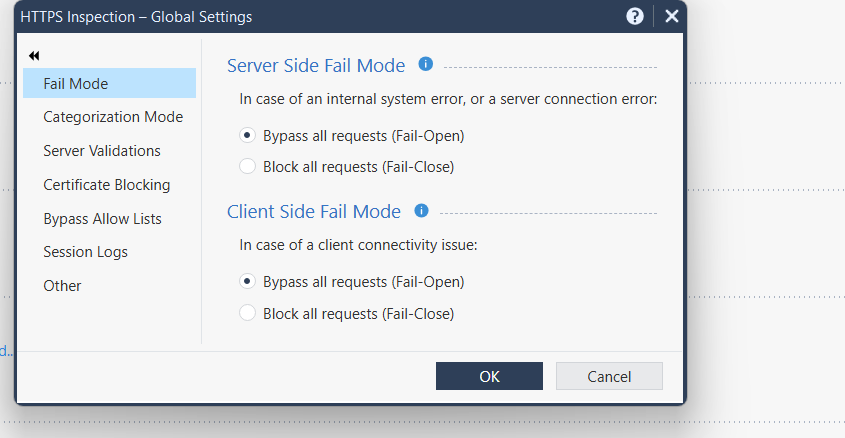 HTTPS Inspection – Global Settings
Fail Mode
Categorization Mode
Server Validations
Certificate Blocking
Bypass Allow Lists
Session Logs
Other
Server Side Fail Mode
In case of an internal system error, or a server connection error:
Bypass all requests (Fail-Open)
Block all requests (Fail-Close)
Client Side Fail Mode
In case of a client connectivity issue:
Bypass all requests (Fail-Open)
Block all requests (Fail-Close)
OK
Cancel